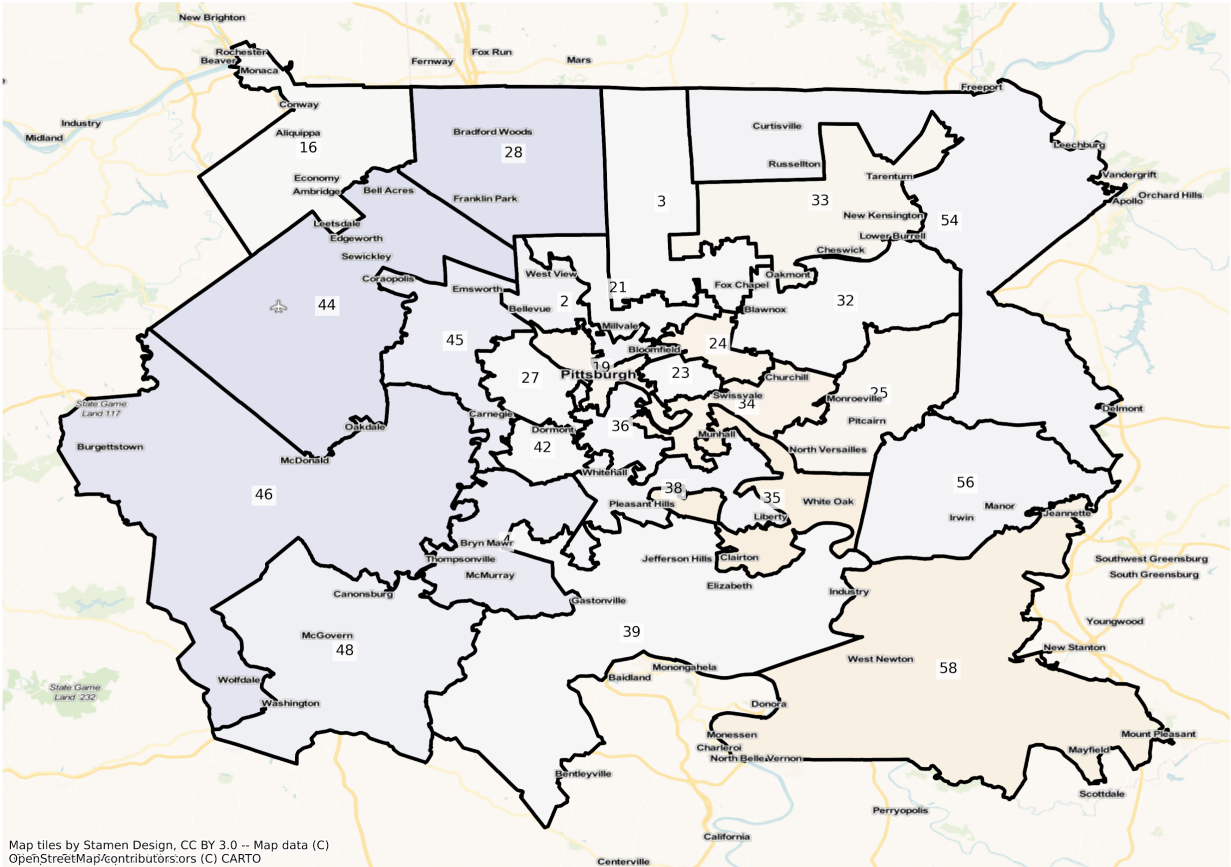 New Brighton
Rochester
Beaver
Monaca
Fox Run
Fernway
Mars
Freeport
Conway
Industry
Midland
Aliquippa
16
Bradford Woods
28
Curtisville
Leechburg
Russellton
Tarentum
Vandergrift
Orchard Hills
Apollo
Economy
Ambridge
Bell Acres
Franklin Park
3
33
New Kensington
54
Leetsdale
Edgeworth
Lower Burrell
Cheswick
Sewickley
Coraopolis
West View
Oakmont
Emsworth
21
Fox Chapel
44
2
Bellevue
32
Blawnox
Millvale
45
24
Bloomfield
19
27
Pittsburgh
23
Churchill
25
Swissvale
34
Monroeville
State Game
Land 117
Delmont
Carnegie
Pitcairn
Oakdale
36
Dormont
Munhall
Burgettstown
42
North Versailles
McDonald
Whitehall
56
46
38
35
White Oak
Pleasant Hills
Manor
Liberty
Irwin
Jeannette
Bryn Mawr
4
Thompsonville
Jefferson Hills
Clairton
Southwest Greensburg
McMurray
South Greensburg
Canonsburg
Elizabeth
Industry
Gastonville
Youngwood
McGovern
39
48
New Stanton
West Newton
58
Monongahela
Wolfdale
Baidland
State Game
Land 232
Washington
Donora
Monessen
Mount Pleasant
Charleroi
North Belle Vernon
Mayfield
Bentleyville
Scottdale
Perryopolis
California
Map tiles by Stamen Design, CC BY 3.0 -- Map data (C)
OpenStreetMap contributors (C) CARTO
Centerville